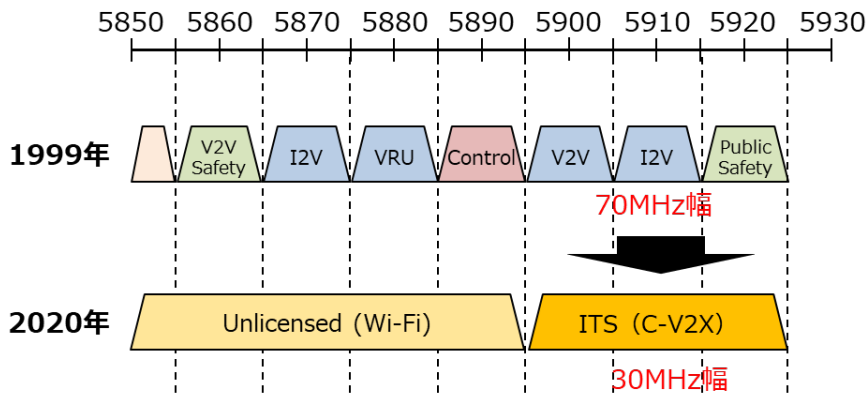 5850 5860 5870 5880 5890 5900 5910 5920 5930
1999年
V2V
Safety
I2V
VRU
Control
V2V
I2V
Public
Safety
70MHz幅
2020年
Unlicensed (Wi-Fi)
ITS（C-V2X）
30MHz幅